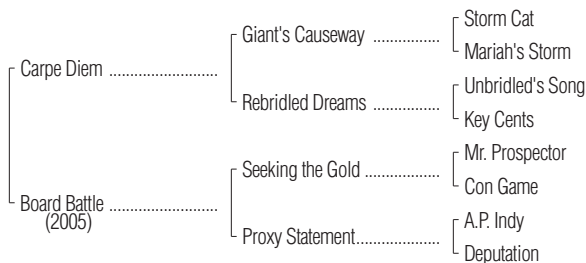 Storm Cat
Giant's Causeway ................
Mariah's Storm
Carpe Diem ..........................
Unbridled's Song
Rebridled Dreams ............
Key Cents
Mr. Prospector
Seeking the Gold ..................
Con Game
Board Battle ..........................
(2005)
A.P. Indy
Proxy Statement...................
Deputation